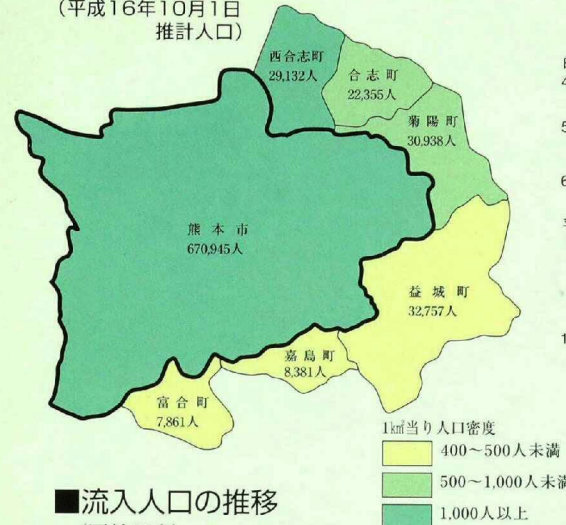 (平成16年10月1日
推計人口)
西合志町
29,132人
合志町
22,355人
菊陽町
30,938人
熊本市
670,945人
益城町
32,757人
嘉島町
8,381人
富合町
7,861人
1㎢当り人口密度
400〜500人未満
500〜1,000人未満
1,000人以上
■流入人口の推移